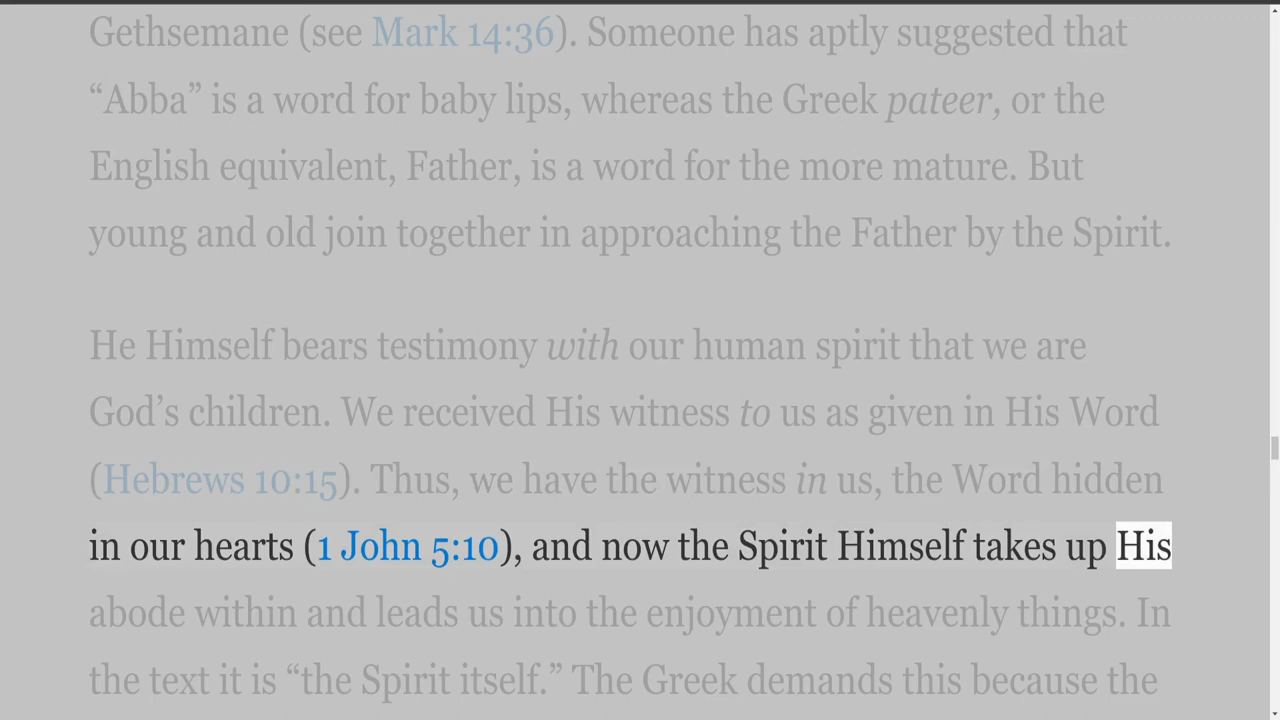 Gethsemane (see Mark 14:36). Someone has aptly suggested that
“Abba” is a word for baby lips, whereas the Greek pateer, or the
English equivalent, Father, is a word for the more mature. But
young and old join together in approaching the Father by the Spirit.
He Himself bears testimony with our human spirit that we are
God’s children. We received His witness to us as given in His Word
(Hebrews 10:15). Thus, we have the witness in us, the Word hidden
in our hearts (1 John 5:10), and now the Spirit Himself takes up His
abode within and leads us into the enjoyment of heavenly things. In
the text it is “the Spirit itself.” The Greek demands this because the